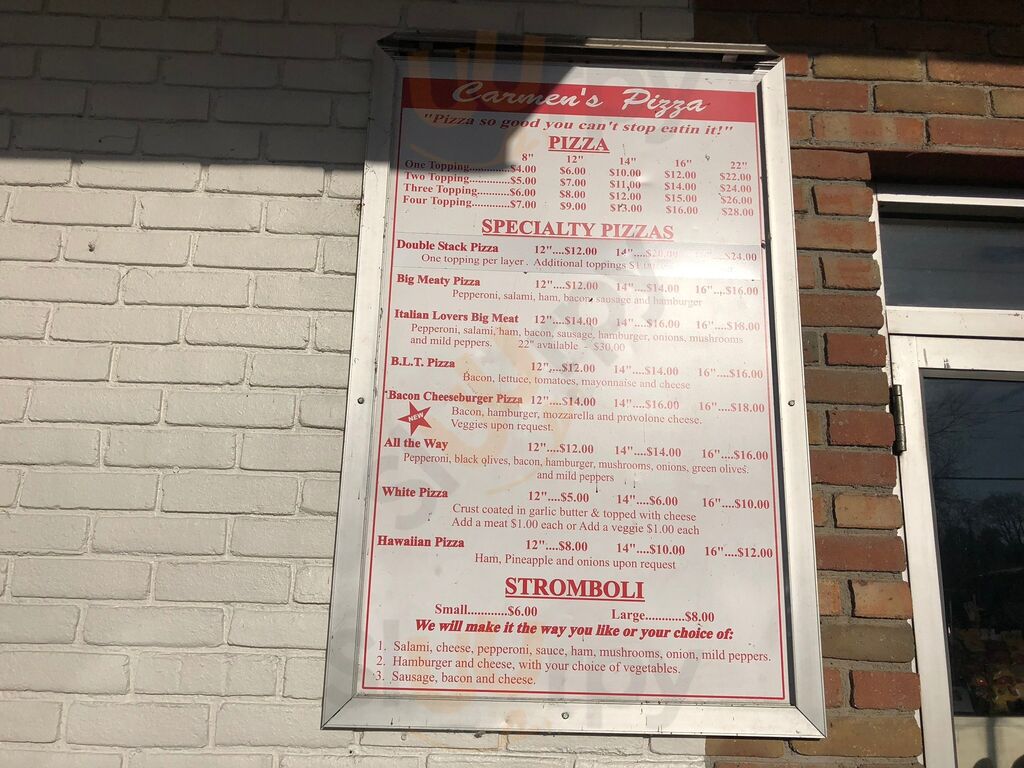 Carmen's Pizza
"Pizza so good you can't stop eatin it!"
PIZZA
8" 12" 14" 16" 22"
One Topping..............$4.00 $6.00 $10.00 $12.00 $22.00
Two Topping..............$5.00 $7.00 $11.00 $14.00 $24.00
Three Topping...........$6.00 $8.00 $12.00 $15.00 $26.00
Four Topping.............$7.00 $9.00 $13.00 $16.00 $28.00
SPECIALTY PIZZAS
Double Stack Pizza 12"....$12.00 14"....$20.00 $24.00
One topping per layer. Additional toppings
Big Meaty Pizza 12"....$12.00 14"....$14.00 16"....$16.00
Pepperoni, salami, ham, bacon, sausage and hamburger
Italian Lovers Big Meat 12"....$14.00 14"....$16.00 16"....$18.00
Pepperoni, salami, ham, bacon, sausage, hamburger, onions, mushrooms
and mild peppers. 22" available - $30.00
B.L.T. Pizza 12"....$12.00 14"....$14.00 16"....$16.00
Bacon, lettuce, tomatoes, mayonnaise and cheese
Bacon Cheeseburger Pizza 12"....$14.00 14"....$16.00 16"....$18.00
NEW
Bacon, hamburger, mozzarella and provolone cheese.
Veggies upon request.
All the Way 12"....$12.00 14"....$14.00 16"....$16.00
Pepperoni, black olives, bacon, hamburger, mushrooms, onions, green olives.
and mild peppers
White Pizza 12"....$5.00 14"....$6.00 16"....$10.00
Crust coated in garlic butter & topped with cheese
Add a meat $1.00 each or Add a veggie $1.00 each
Hawaiian Pizza 12"....$8.00 14"....$10.00 16"....$12.00
Ham, Pineapple and onions upon request
STROMBOLI
Small............$6.00 Large............$8.00
We will make it the way you like or your choice of:
1. Salami, cheese, pepperoni, sauce, ham, mushrooms, onion, mild peppers.
2. Hamburger and cheese, with your choice of vegetables.
3. Sausage, bacon and cheese.